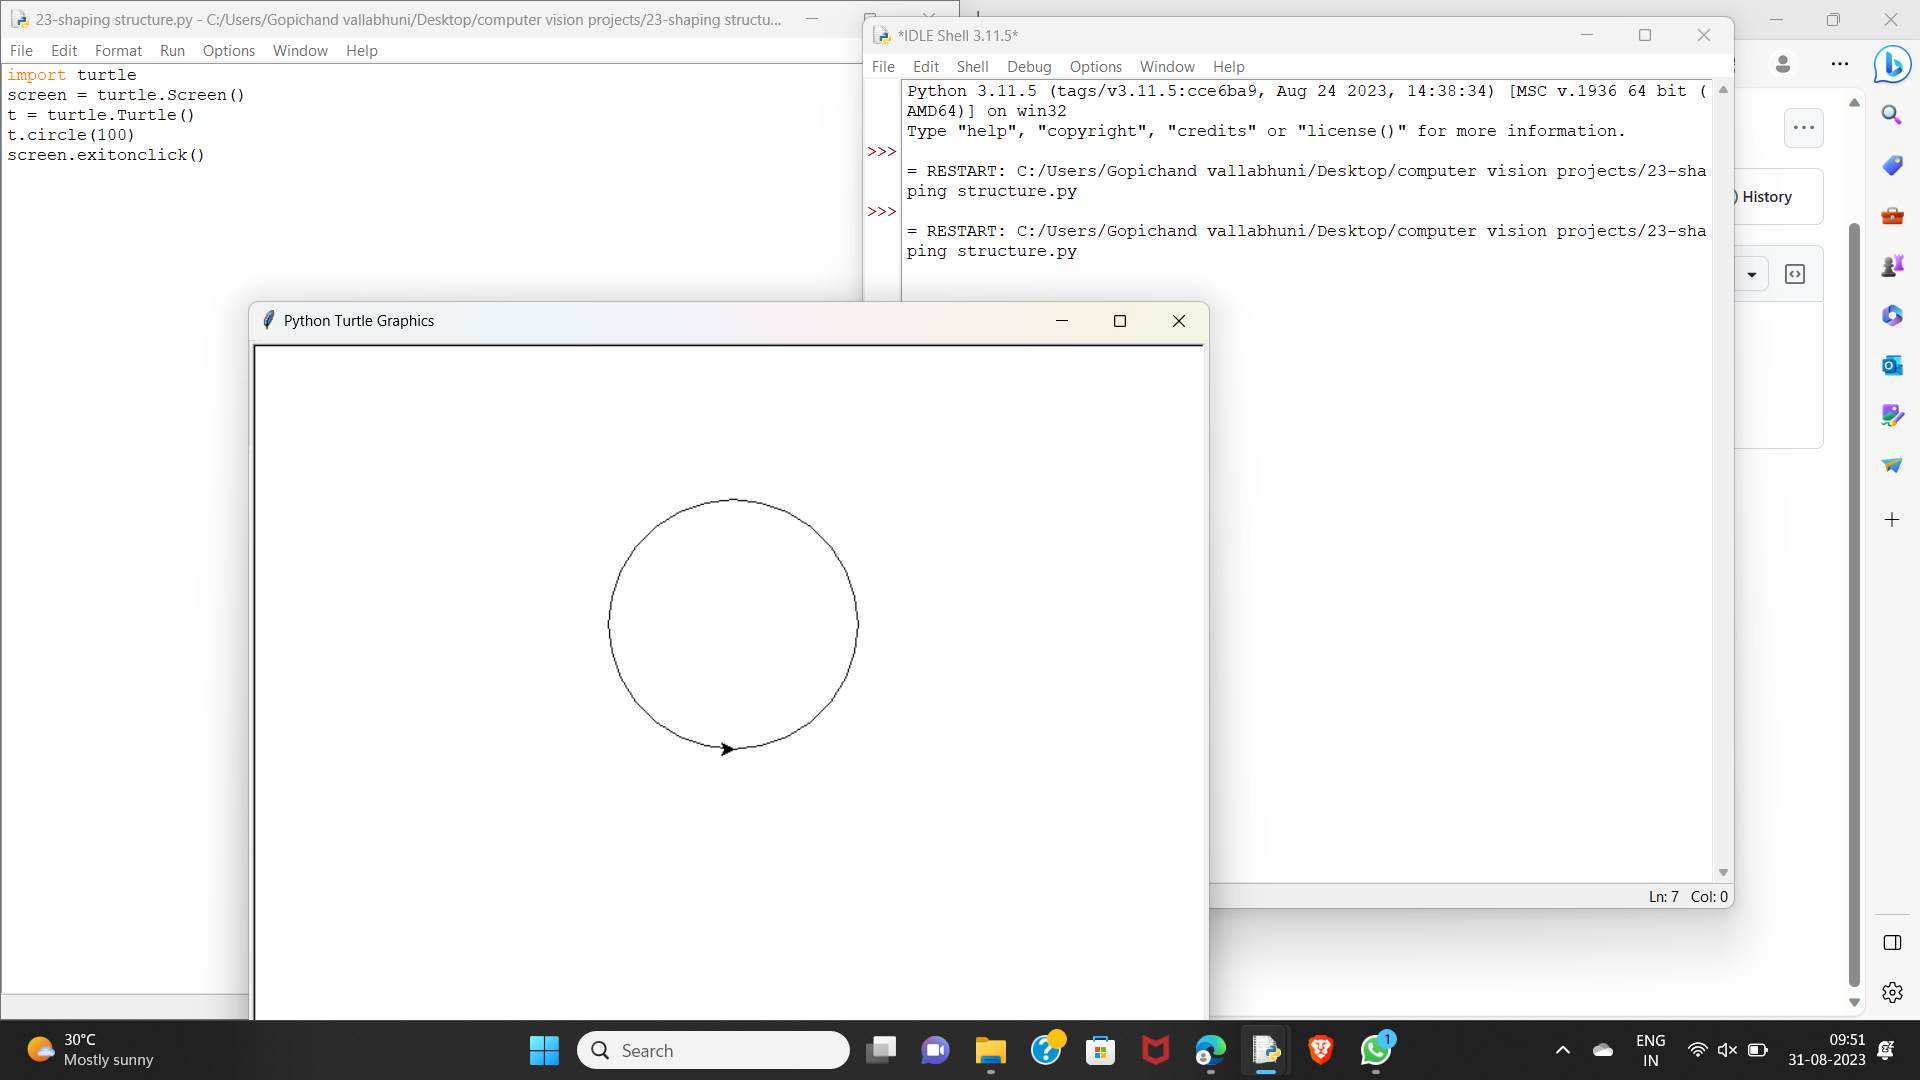 23-shaping structure.py - C:/Users/Gopichand vallabhuni/Desktop/computer vision projects/23-shaping structu...
File Edit Format Run Options Window Help
import turtle
screen = turtle.Screen()
t = turtle.Turtle()
t.circle(100)
screen.exitonclick()
*IDLE Shell 3.11.5*
File Edit Shell Debug Options Window Help
Python 3.11.5 (tags/v3.11.5:cce6ba9, Aug 24 2023, 14:38:34) [MSC v.1936 64 bit (
AMD64)] on win32
Type "help", "copyright", "credits" or "license()" for more information.
>>>
= RESTART: C:/Users/Gopichand vallabhuni/Desktop/computer vision projects/23-sha
ping structure.py
>>>
= RESTART: C:/Users/Gopichand vallabhuni/Desktop/computer vision projects/23-sha
ping structure.py
Ln: 7 Col: 0
History
Python Turtle Graphics
30°C
Mostly sunny
Search
1
ENG
IN
09:51
31-08-2023